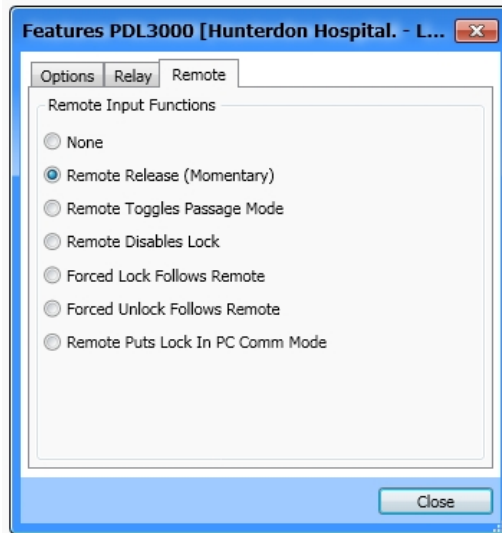 Features PDL3000 [Hunterdon Hospital. - L...
Options Relay Remote
Remote Input Functions
None
Remote Release (Momentary)
Remote Toggles Passage Mode
Remote Disables Lock
Forced Lock Follows Remote
Forced Unlock Follows Remote
Remote Puts Lock In PC Comm Mode
Close